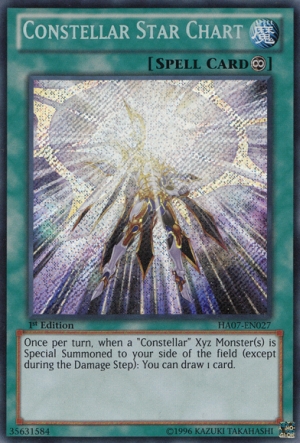 CONSTELLAR STAR CHART
魔
[SPELL CARD]
1st Edition
HA07-EN027
Once per turn, when a "Constellar" Xyz Monster(s) is
Special Summoned to your side of the field (except
during the Damage Step): You can draw 1 card.
35631584
©1996 KAZUKI TAKAHASHI